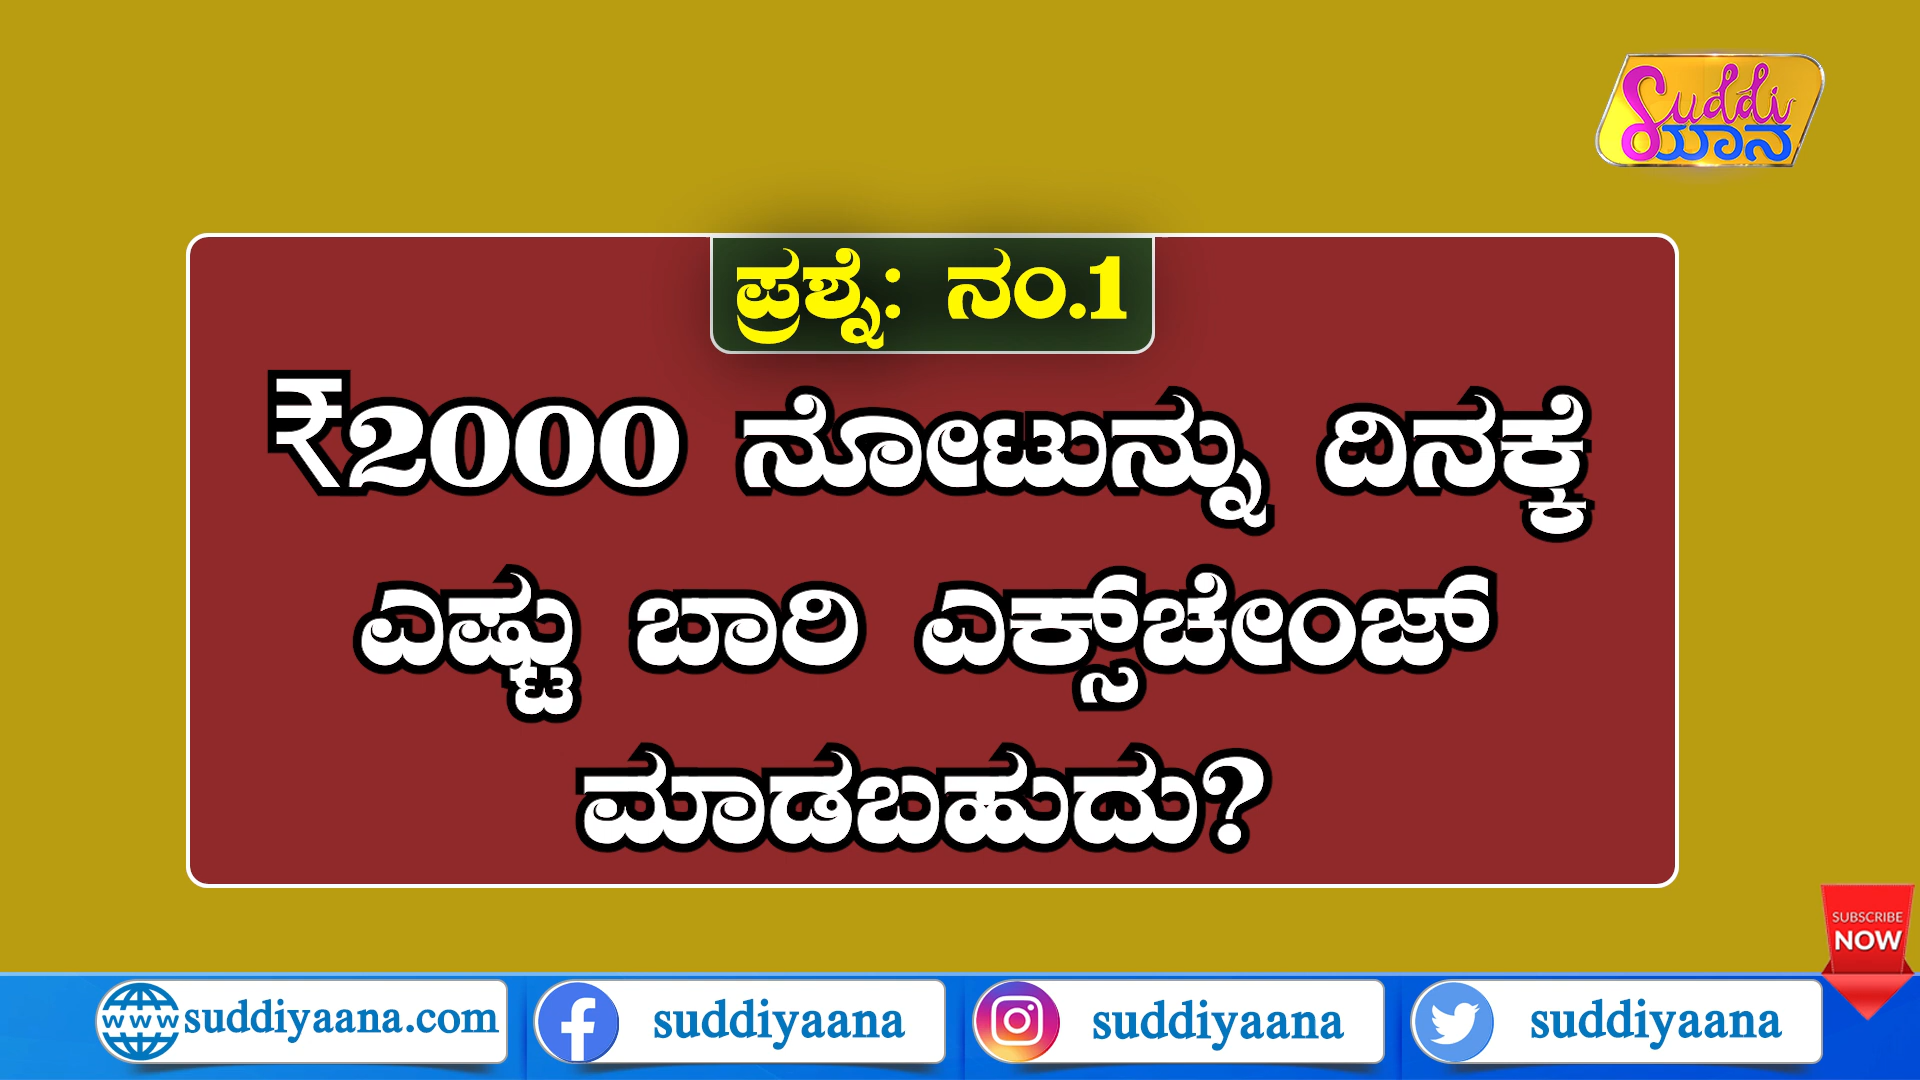 Suddi
ಯಾನ
ಪ್ರಶ್ನೆ: ನಂ.1
₹2000 ನೋಟುನ್ನು ದಿನಕ್ಕೆ
ಎಷ್ಟು ಬಾರಿ ಎಕ್ಸ್‌ಚೇಂಜ್
ಮಾಡಬಹುದು?
SUBSCRIBE
NOW
www suddiyaana.com suddiyaana suddiyaana suddiyaana